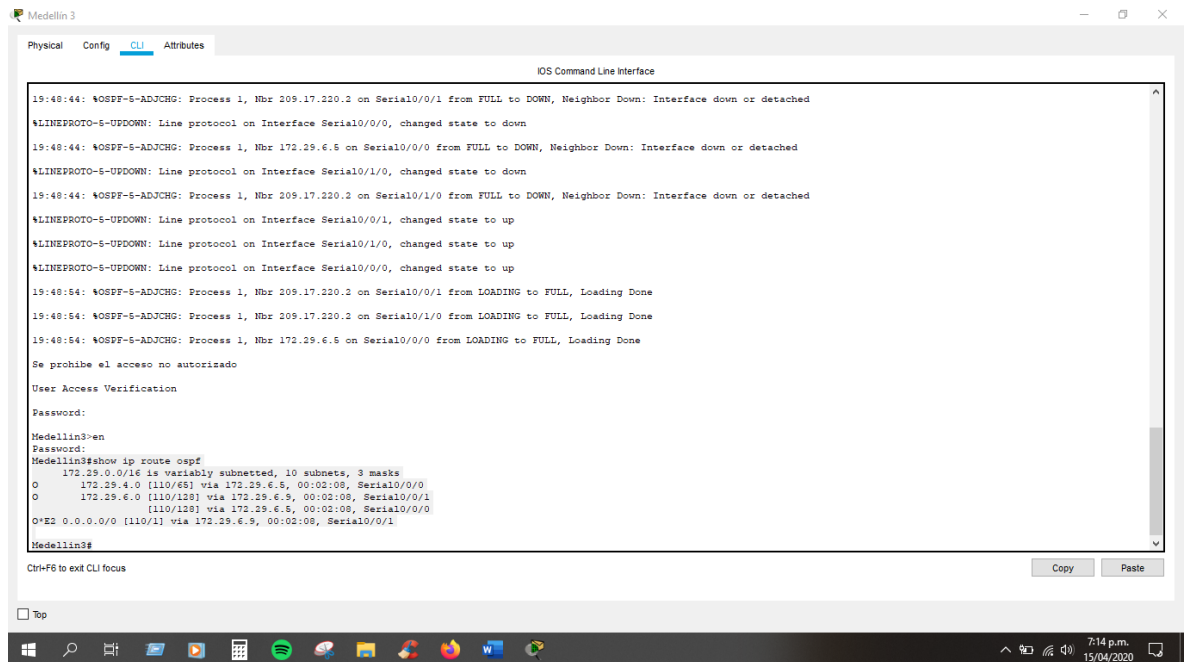 Medellín 3
Physical Config CLI Attributes
IOS Command Line Interface
19:48:44: %OSPF-5-ADJCHG: Process 1, Nbr 209.17.220.2 on Serial0/0/1 from FULL to DOWN, Neighbor Down: Interface down or detached
%LINEPROTO-5-UPDOWN: Line protocol on Interface Serial0/0/0, changed state to down
19:48:44: %OSPF-5-ADJCHG: Process 1, Nbr 172.29.6.5 on Serial0/0/0 from FULL to DOWN, Neighbor Down: Interface down or detached
%LINEPROTO-5-UPDOWN: Line protocol on Interface Serial0/1/0, changed state to down
19:48:44: %OSPF-5-ADJCHG: Process 1, Nbr 209.17.220.2 on Serial0/1/0 from FULL to DOWN, Neighbor Down: Interface down or detached
%LINEPROTO-5-UPDOWN: Line protocol on Interface Serial0/0/1, changed state to up
%LINEPROTO-5-UPDOWN: Line protocol on Interface Serial0/1/0, changed state to up
%LINEPROTO-5-UPDOWN: Line protocol on Interface Serial0/0/0, changed state to up
19:48:54: %OSPF-5-ADJCHG: Process 1, Nbr 209.17.220.2 on Serial0/0/1 from LOADING to FULL, Loading Done
19:48:54: %OSPF-5-ADJCHG: Process 1, Nbr 209.17.220.2 on Serial0/1/0 from LOADING to FULL, Loading Done
19:48:54: %OSPF-5-ADJCHG: Process 1, Nbr 172.29.6.5 on Serial0/0/0 from LOADING to FULL, Loading Done
Se prohibe el acceso no autorizado
User Access Verification
Password:
Medellin3>en
Password:
Medellin3#show ip route ospf
172.29.0.0/16 is variably subnetted, 10 subnets, 3 masks
O 172.29.4.0 [110/65] via 172.29.6.5, 00:02:08, Serial0/0/0
O 172.29.6.0 [110/128] via 172.29.6.9, 00:02:08, Serial0/0/1
[110/128] via 172.29.6.5, 00:02:08, Serial0/0/0
O*E2 0.0.0.0/0 [110/1] via 172.29.6.9, 00:02:08, Serial0/0/1
Medellin3#
Ctrl+F6 to exit CLI focus
Copy Paste
Top
7:14 p.m.
15/04/2020